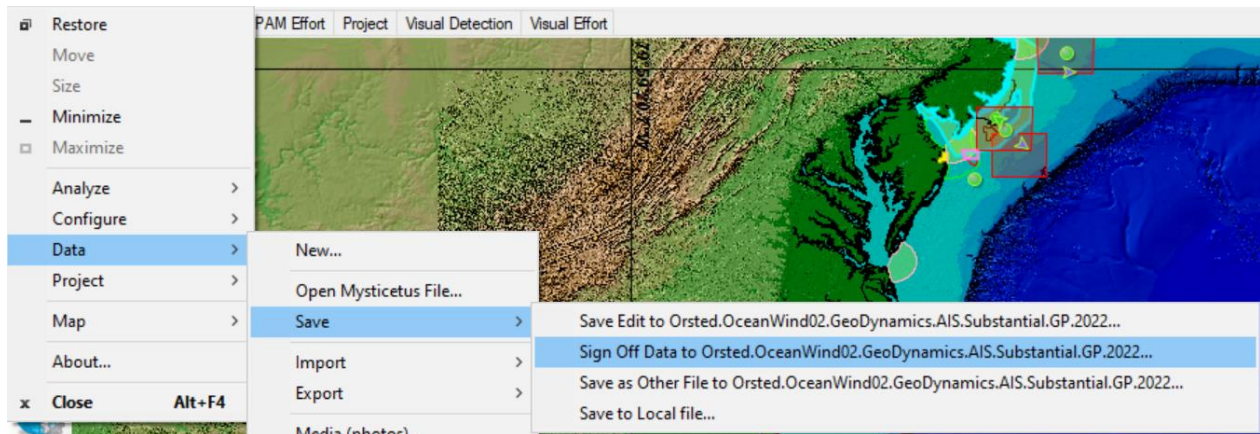 PAM Effort Project Visual Detection Visual Effort
Restore
Move
Size
Minimize
Maximize
Analyze >
Configure >
Data >
Project >
Map >
About...
x Close Alt+F4
New...
Open Mysticetus File...
Save >
Import >
Export >
Media (photos)
Save Edit to Orsted.OceanWind02.GeoDynamics.AIS.Substantial.GP.2022...
Sign Off Data to Orsted.OceanWind02.GeoDynamics.AIS.Substantial.GP.2022...
Save as Other File to Orsted.OceanWind02.GeoDynamics.AIS.Substantial.GP.2022...
Save to Local file...